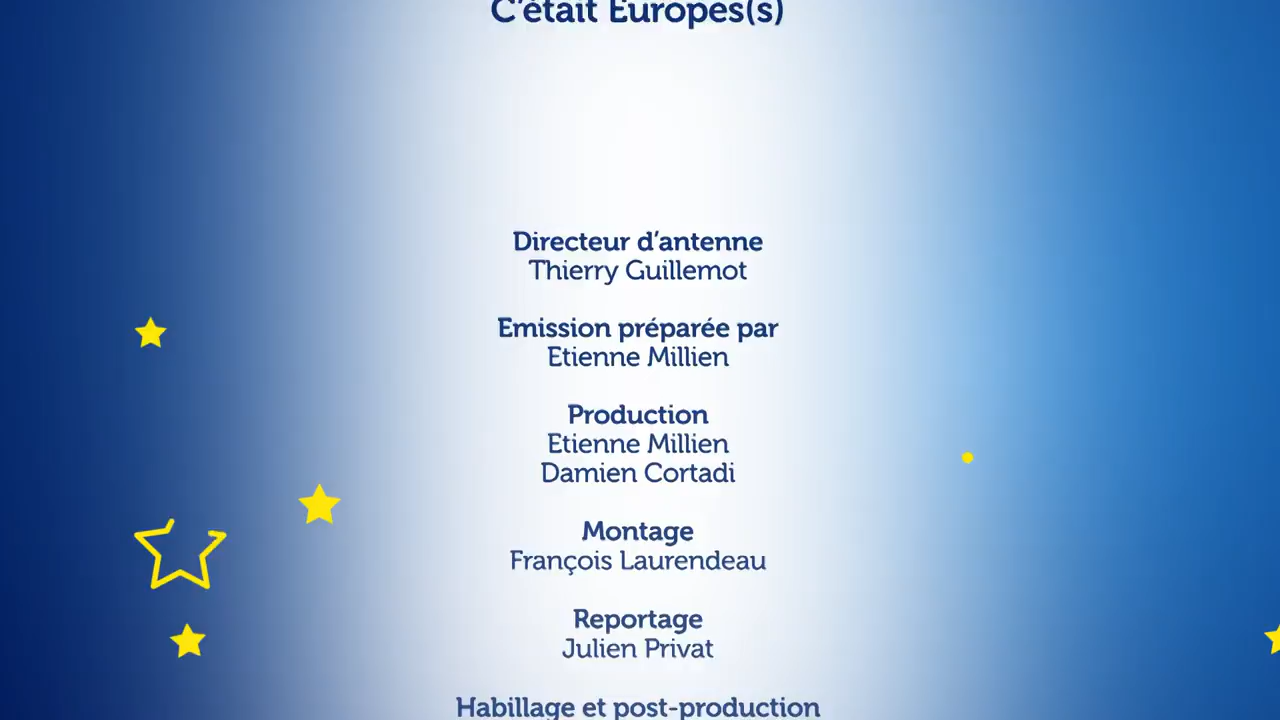 C'était Europes(s)
Directeur d'antenne
Thierry Guillemot
Emission préparée par
Etienne Millien
Production
Etienne Millien
Damien Cortadi
Montage
François Laurendeau
Reportage
Julien Privat
Habillage et post-production